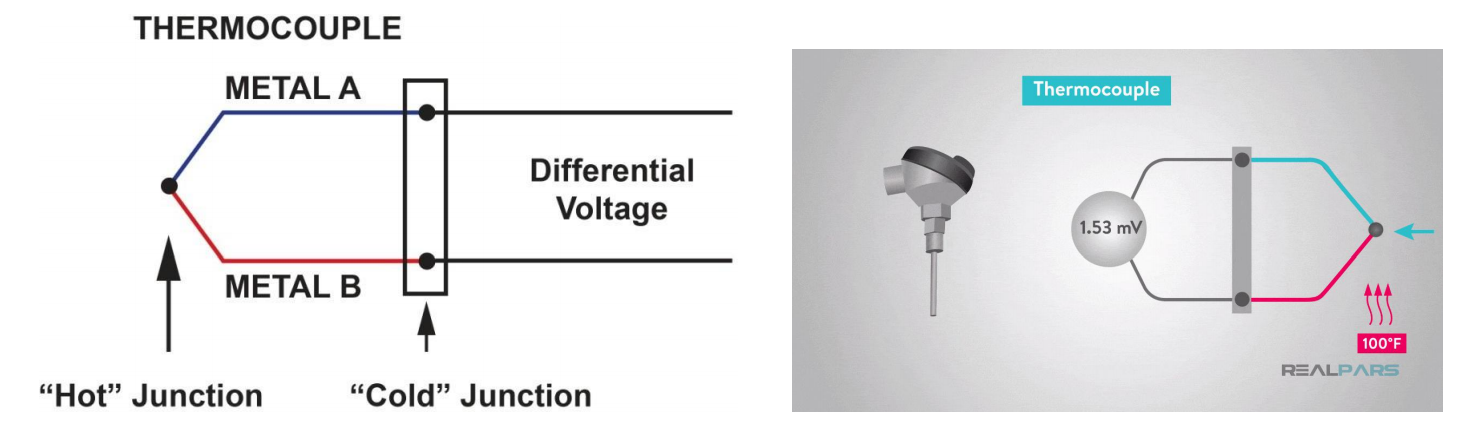 THERMOCOUPLE
METAL A
Differential
Voltage
METAL B
“Hot” Junction
“Cold” Junction
Thermocouple
1.53 mV
100°F
REALPARS